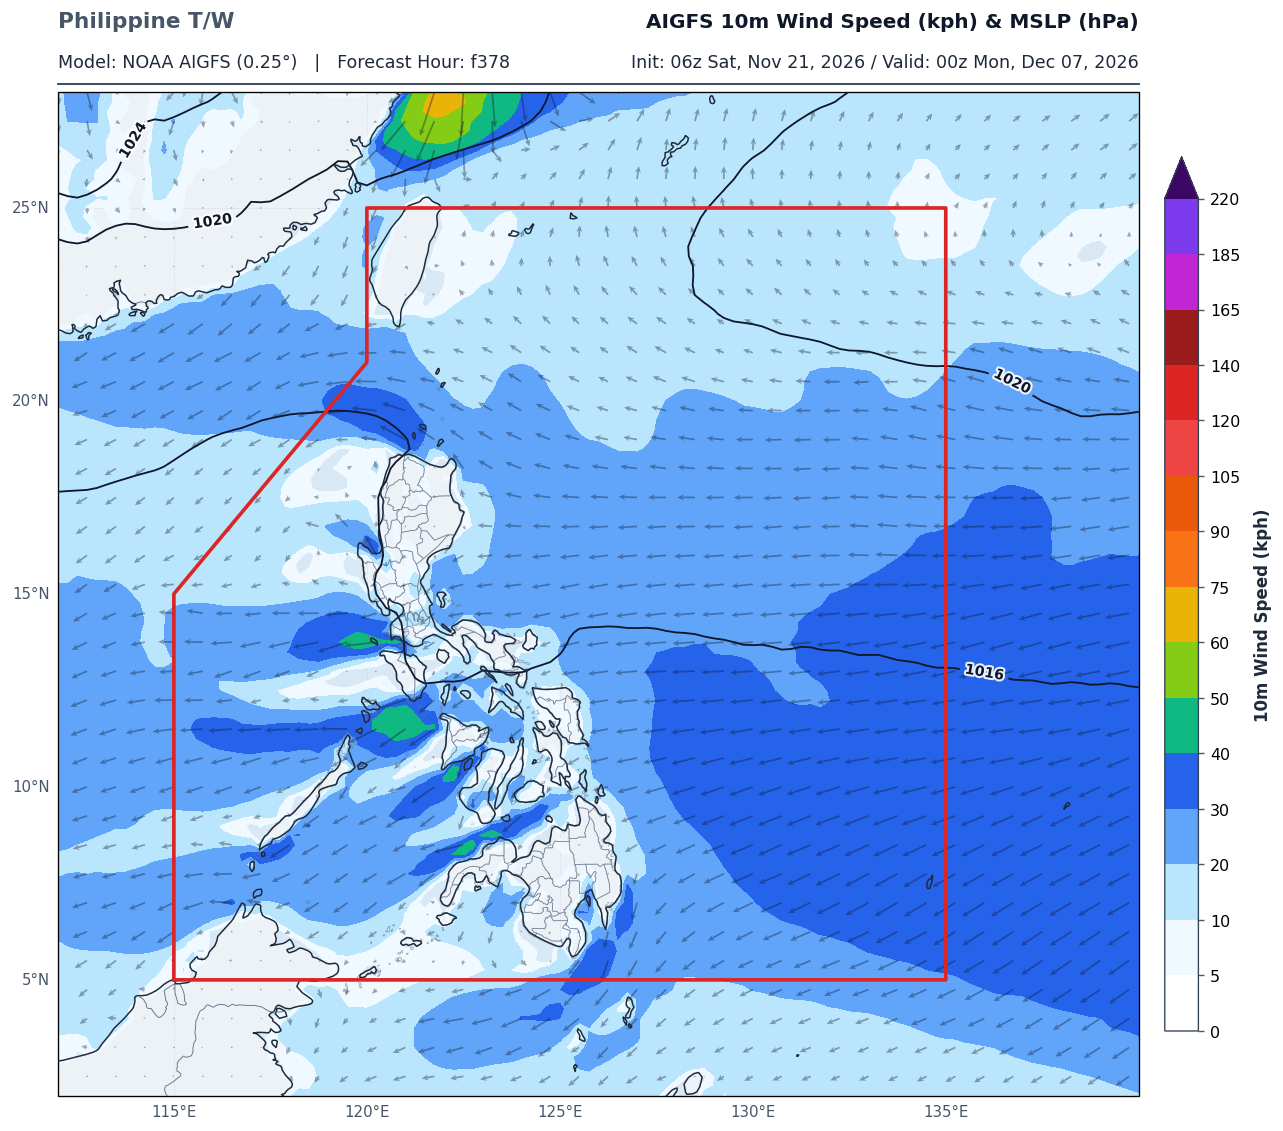 Philippine T/W
AIGFS 10m Wind Speed (kph) & MSLP (hPa)
Model: NOAA AIGFS (0.25°) | Forecast Hour: f378
Init: 06z Sat, Nov 21, 2026 / Valid: 00z Mon, Dec 07, 2026
1024
1020
1020
1016
25°N
20°N
15°N
10°N
5°N
115°E
120°E
125°E
130°E
135°E
220
185
165
140
120
105
90
75
60
50
40
30
20
10
5
0
10m Wind Speed (kph)